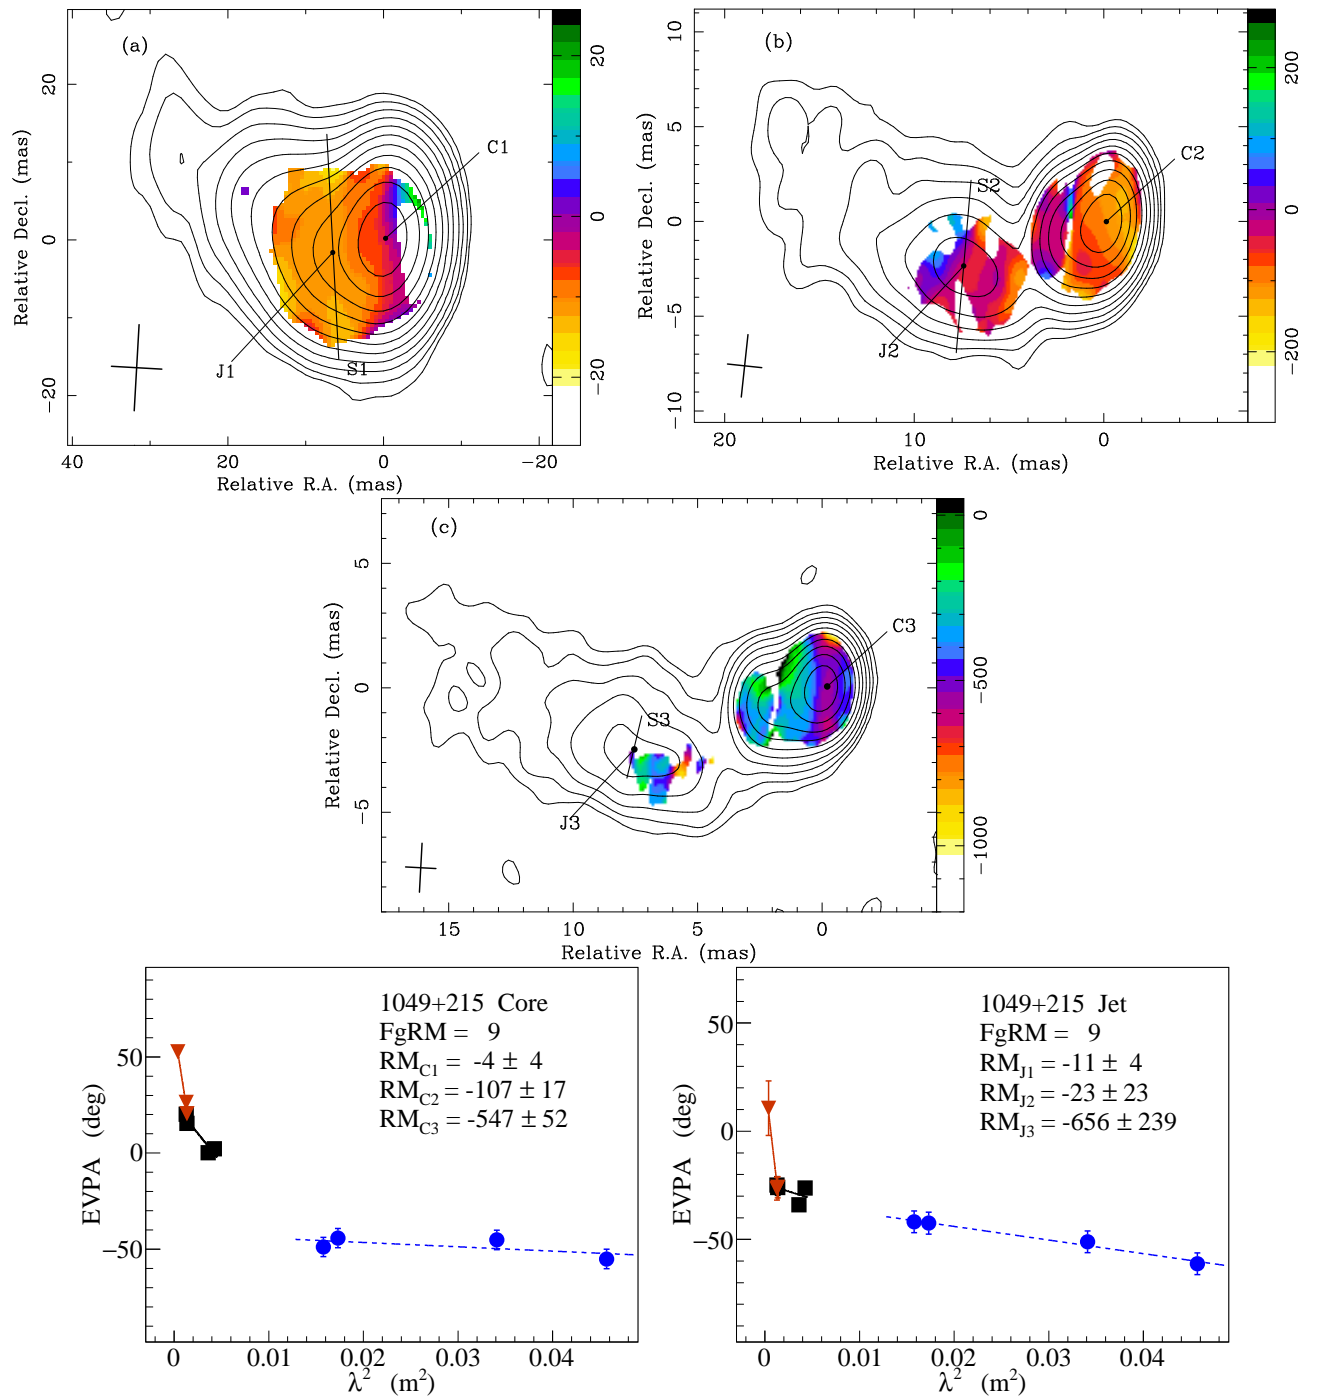 (a)
C1
J1
S1
20
0
−20
Relative Decl. (mas)
40
20
0
−20
Relative R.A. (mas)
20
0
−20
(b)
C2
S2
J2
10
5
0
−5
−10
Relative Decl. (mas)
20
10
0
Relative R.A. (mas)
200
0
−200
(c)
C3
S3
J3
5
0
−5
Relative Decl. (mas)
15
10
5
0
Relative R.A. (mas)
0
−500
−1000
1049+215 Core
FgRM = 9
RM_C1 = -4 ± 4
RM_C2 = -107 ± 17
RM_C3 = -547 ± 52
50
0
−50
EVPA (deg)
0
0.01
0.02
0.03
0.04
λ² (m²)
1049+215 Jet
FgRM = 9
RM_J1 = -11 ± 4
RM_J2 = -23 ± 23
RM_J3 = -656 ± 239
50
0
−50
EVPA (deg)
0
0.01
0.02
0.03
0.04
λ² (m²)